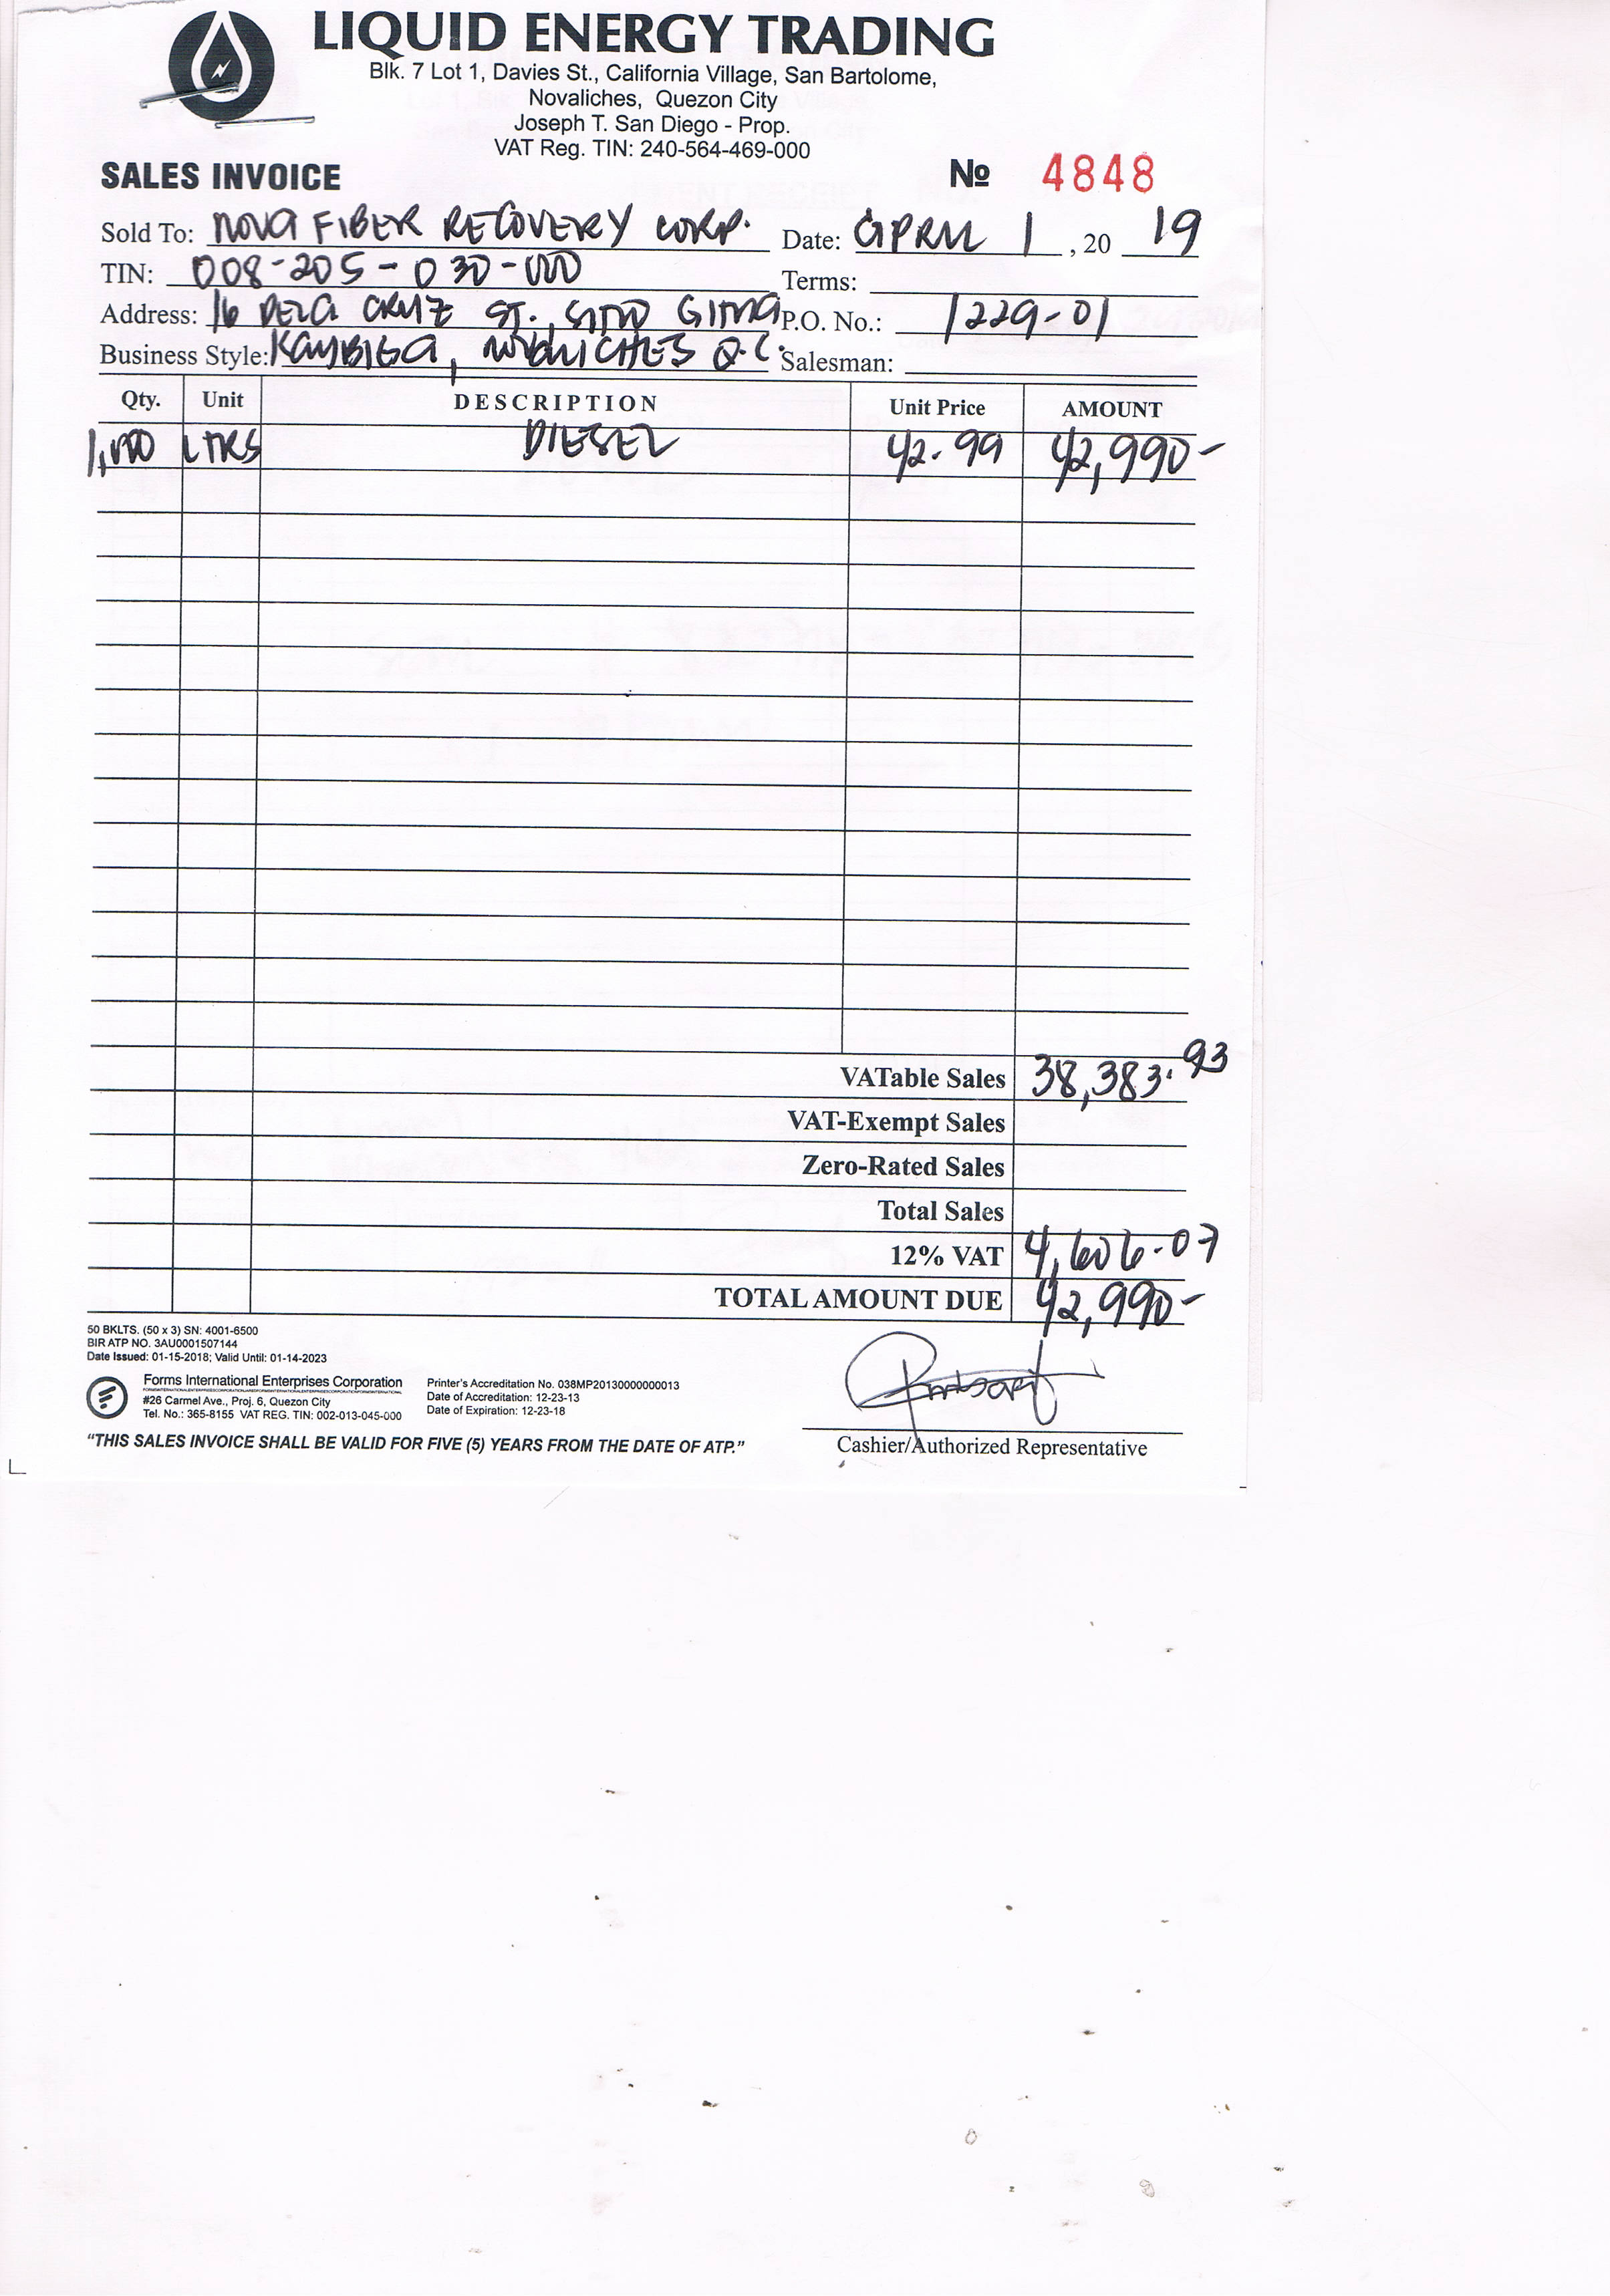 LIQUID ENERGY TRADING
Blk. 7 Lot 1, Davies St., California Village, San Bartolome,
Novaliches, Quezon City
Joseph T. San Diego - Prop.
VAT Reg. TIN: 240-564-469-000
SALES INVOICE № 4848
Sold To: NOVA FIBER RECOVERY CORP. Date: APRIL 1, 20 19
TIN: 008-205-030-000 Terms:
Address: 16 DELA CRUZ ST., SITIO GITNA P.O. No.: 1229-01
Business Style: KAYBIGA, NOVALICHES Q.C. Salesman:
Qty. Unit DESCRIPTION Unit Price AMOUNT
1,000 LTRS DIESEL 42.99 42,990-
VATable Sales 38,383.93
VAT-Exempt Sales
Zero-Rated Sales
Total Sales
12% VAT 4,606-07
TOTAL AMOUNT DUE 42,990-
50 BKLTS. (50 x 3) SN: 4001-6500
BIR ATP NO. 3AU0001507144
Date Issued: 01-15-2018; Valid Until: 01-14-2023
Forms International Enterprises Corporation
#26 Carmel Ave., Proj. 6, Quezon City
Tel. No.: 365-8155 VAT REG. TIN: 002-013-045-000
Printer's Accreditation No. 038MP20130000000013
Date of Accreditation: 12-23-13
Date of Expiration: 12-23-18
"THIS SALES INVOICE SHALL BE VALID FOR FIVE (5) YEARS FROM THE DATE OF ATP."
Cashier/Authorized Representative